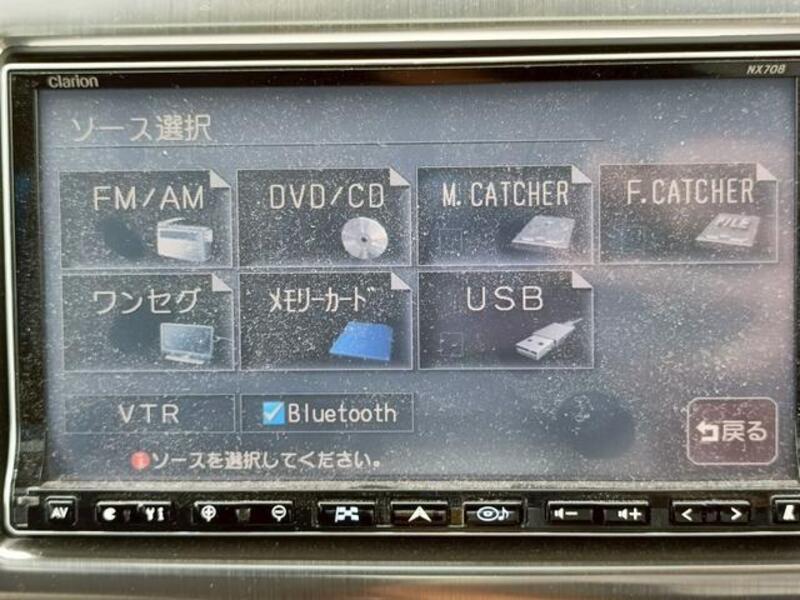 Clarion NX708
ソース選択
FM/AM DVD/CD M.CATCHER F.CATCHER
FILE
ワンセグ メモリーカード USB
VTR Bluetooth
戻る
ソースを選択してください。
AV